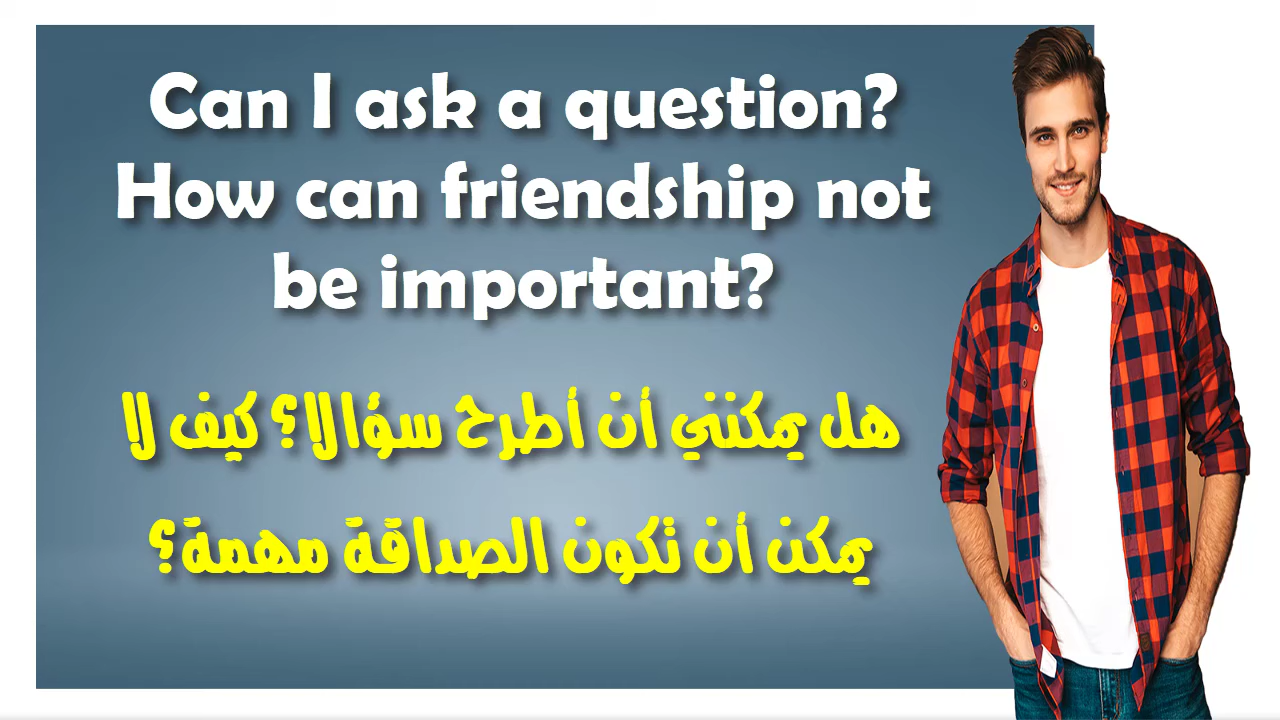 Can I ask a question?
How can friendship not
be important?
هل يمكنني أن أطرح سؤالا؟ كيف لا
يمكن أن تكون الصداقة مهمة؟